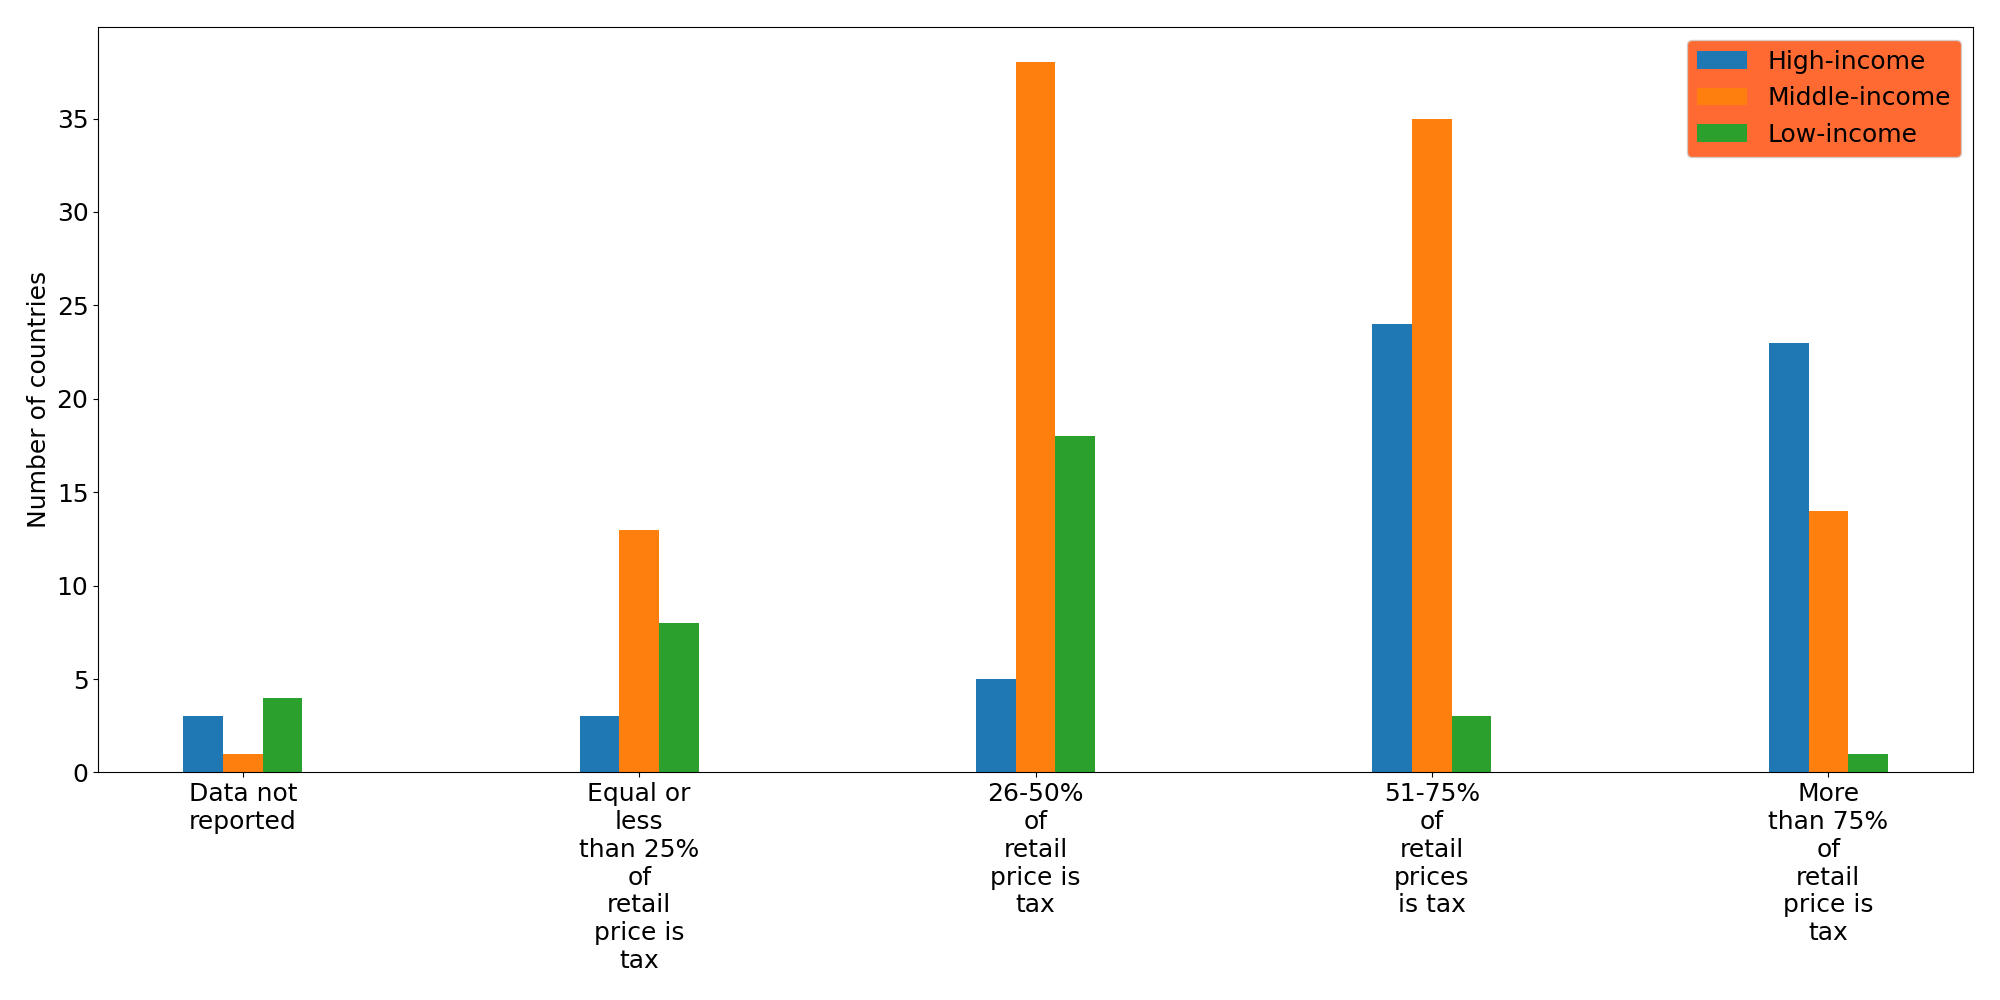 High-income
Middle-income
Low-income
Number of countries
35
30
25
20
15
10
5
0
Data not
reported
Equal or
less
than 25%
of
retail
price is
tax
26-50%
of
retail
price is
tax
51-75%
of
retail
prices
is tax
More
than 75%
of
retail
price is
tax